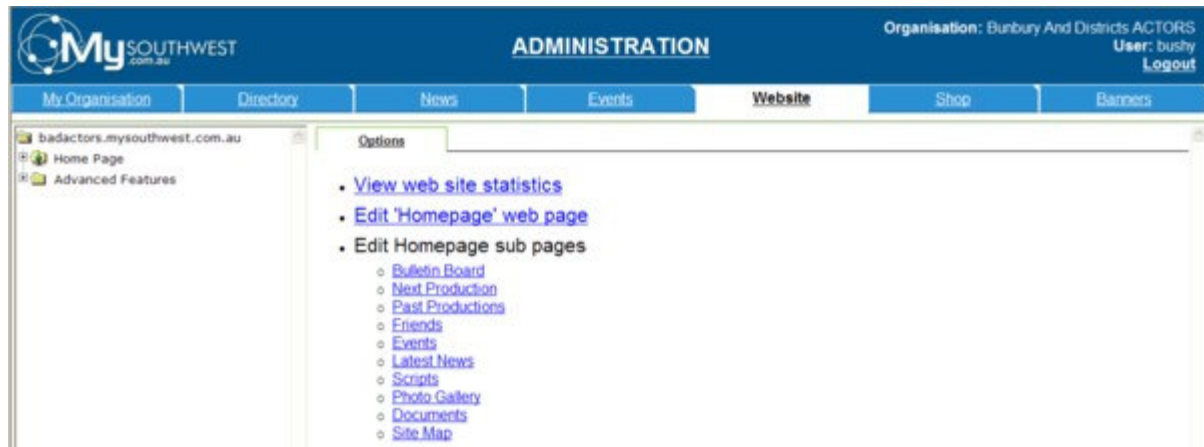 My SOUTHWEST
.com.au
ADMINISTRATION
Organisation: Bunbury And Districts ACTORS
User: bushy
Logout
My Organisation Directory News Events Website Shop Banners
badactors.mysouthwest.com.au
Home Page
Advanced Features
Options
View web site statistics
Edit 'Homepage' web page
Edit Homepage sub pages
Bulletin Board
Next Production
Past Productions
Friends
Events
Latest News
Scripts
Photo Gallery
Documents
Site Map